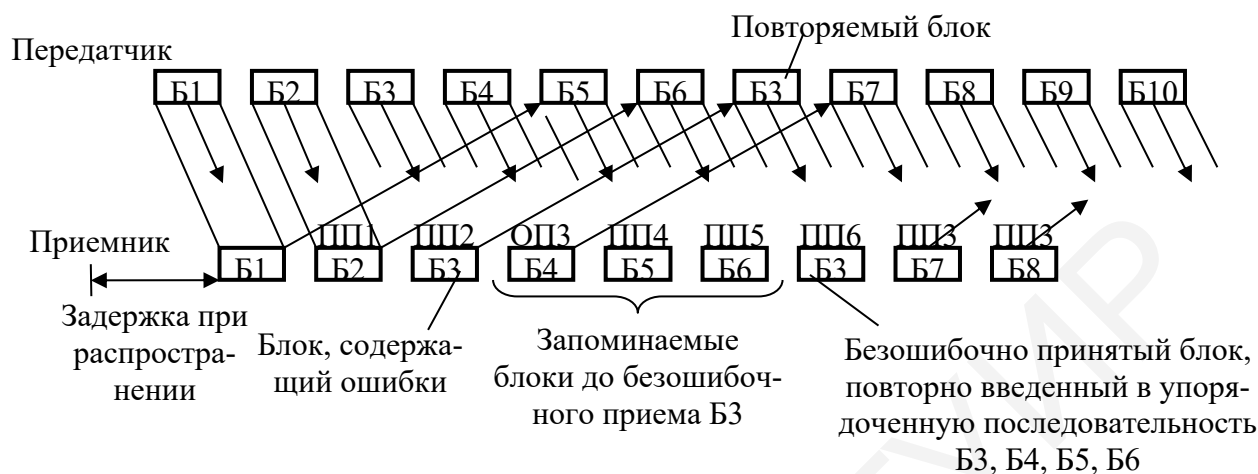 Повторяемый блок
Передатчик
Б1 Б2 Б3 Б4 Б5 Б6 Б3 Б7 Б8 Б9 Б10
Приемник
ПП1 ПП2 ОП3 ПП4 ПП5 ПП6 ПП3 ПП3
Б1 Б2 Б3 Б4 Б5 Б6 Б3 Б7 Б8
Задержка при
распростра-
нении
Блок, содержа-
щий ошибки
Запоминаемые
блоки до безошибоч-
ного приема Б3
Безошибочно принятый блок,
повторно введенный в упоря-
доченную последовательность
Б3, Б4, Б5, Б6